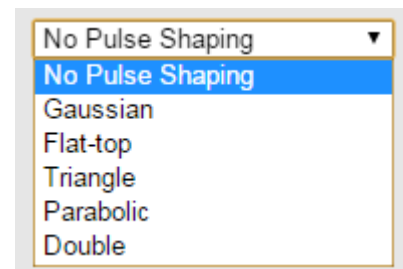 No Pulse Shaping
No Pulse Shaping
Gaussian
Flat-top
Triangle
Parabolic
Double